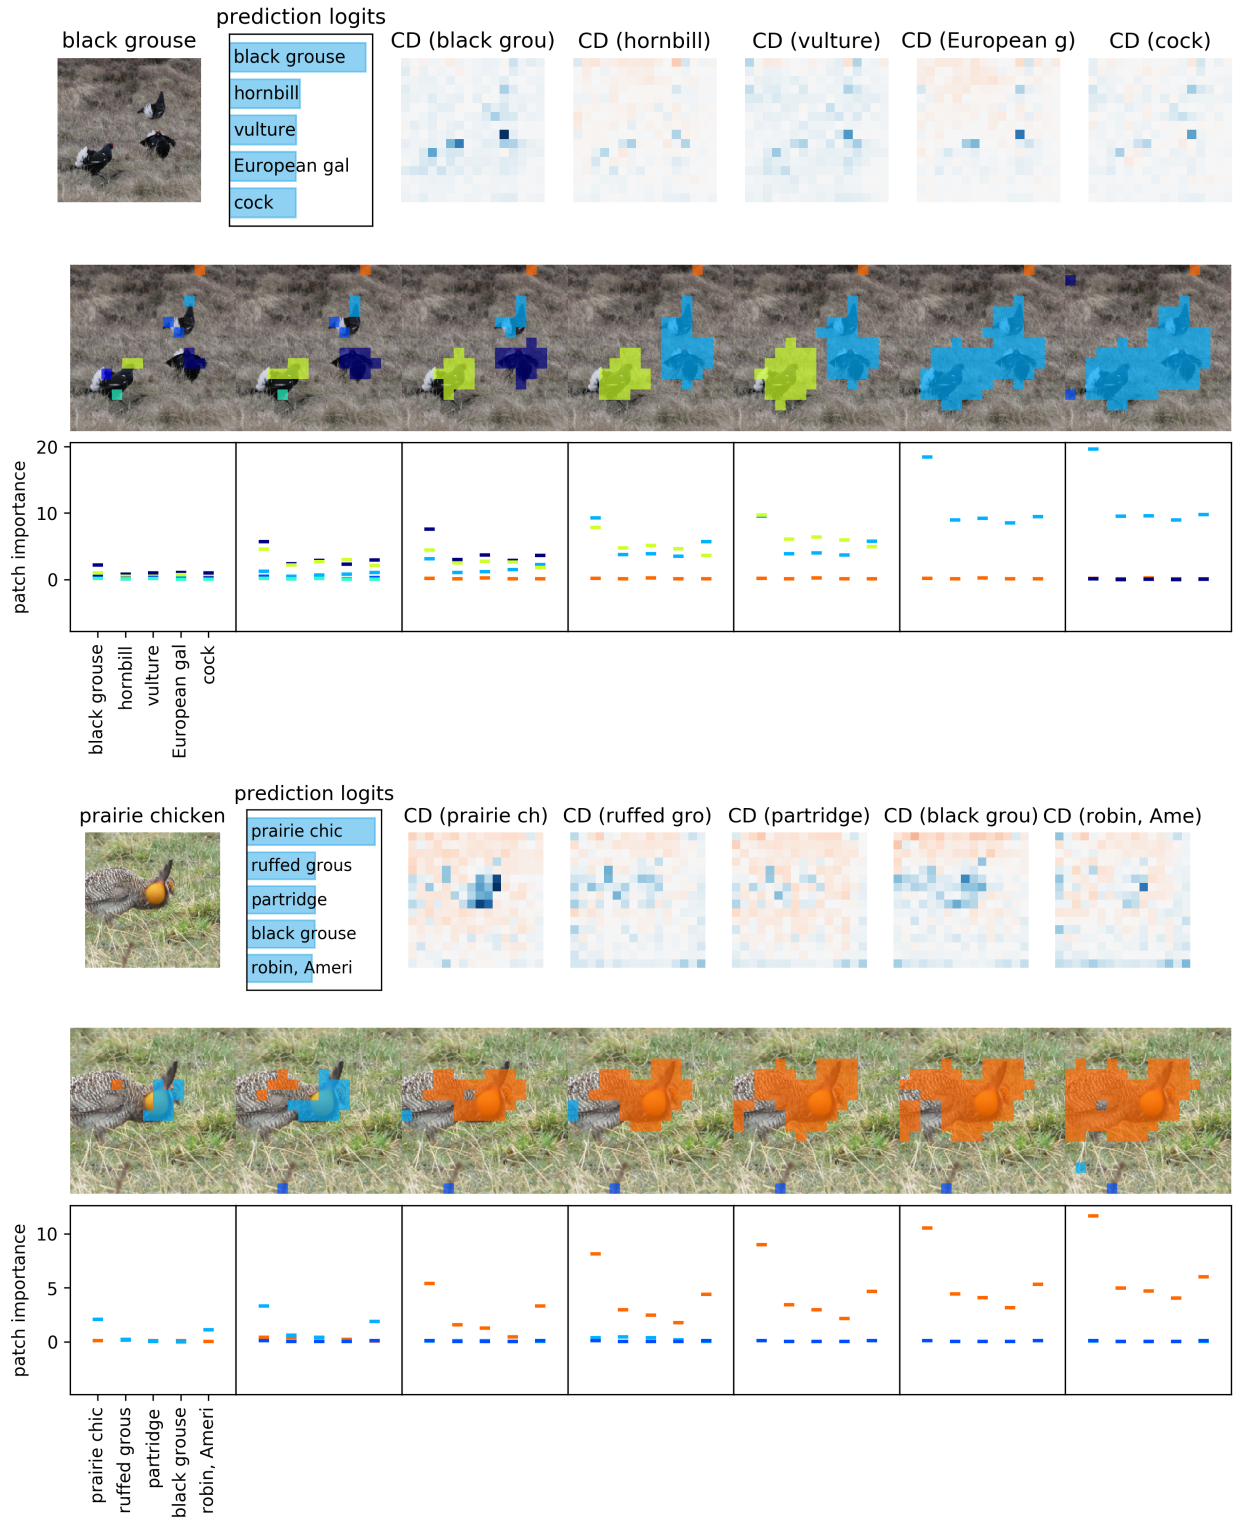 prediction logits
black grouse
CD (black grou)
CD (hornbill)
CD (vulture)
CD (European g)
CD (cock)
black grouse
hornbill
vulture
European gal
cock
20
10
0
patch importance
black grouse
hornbill
vulture
European gal
cock
prediction logits
prairie chicken
CD (prairie ch)
CD (ruffed gro)
CD (partridge)
CD (black grou)
CD (robin, Ame)
prairie chic
ruffed grous
partridge
black grouse
robin, Ameri
10
5
0
patch importance
prairie chic
ruffed grous
partridge
black grouse
robin, Ameri